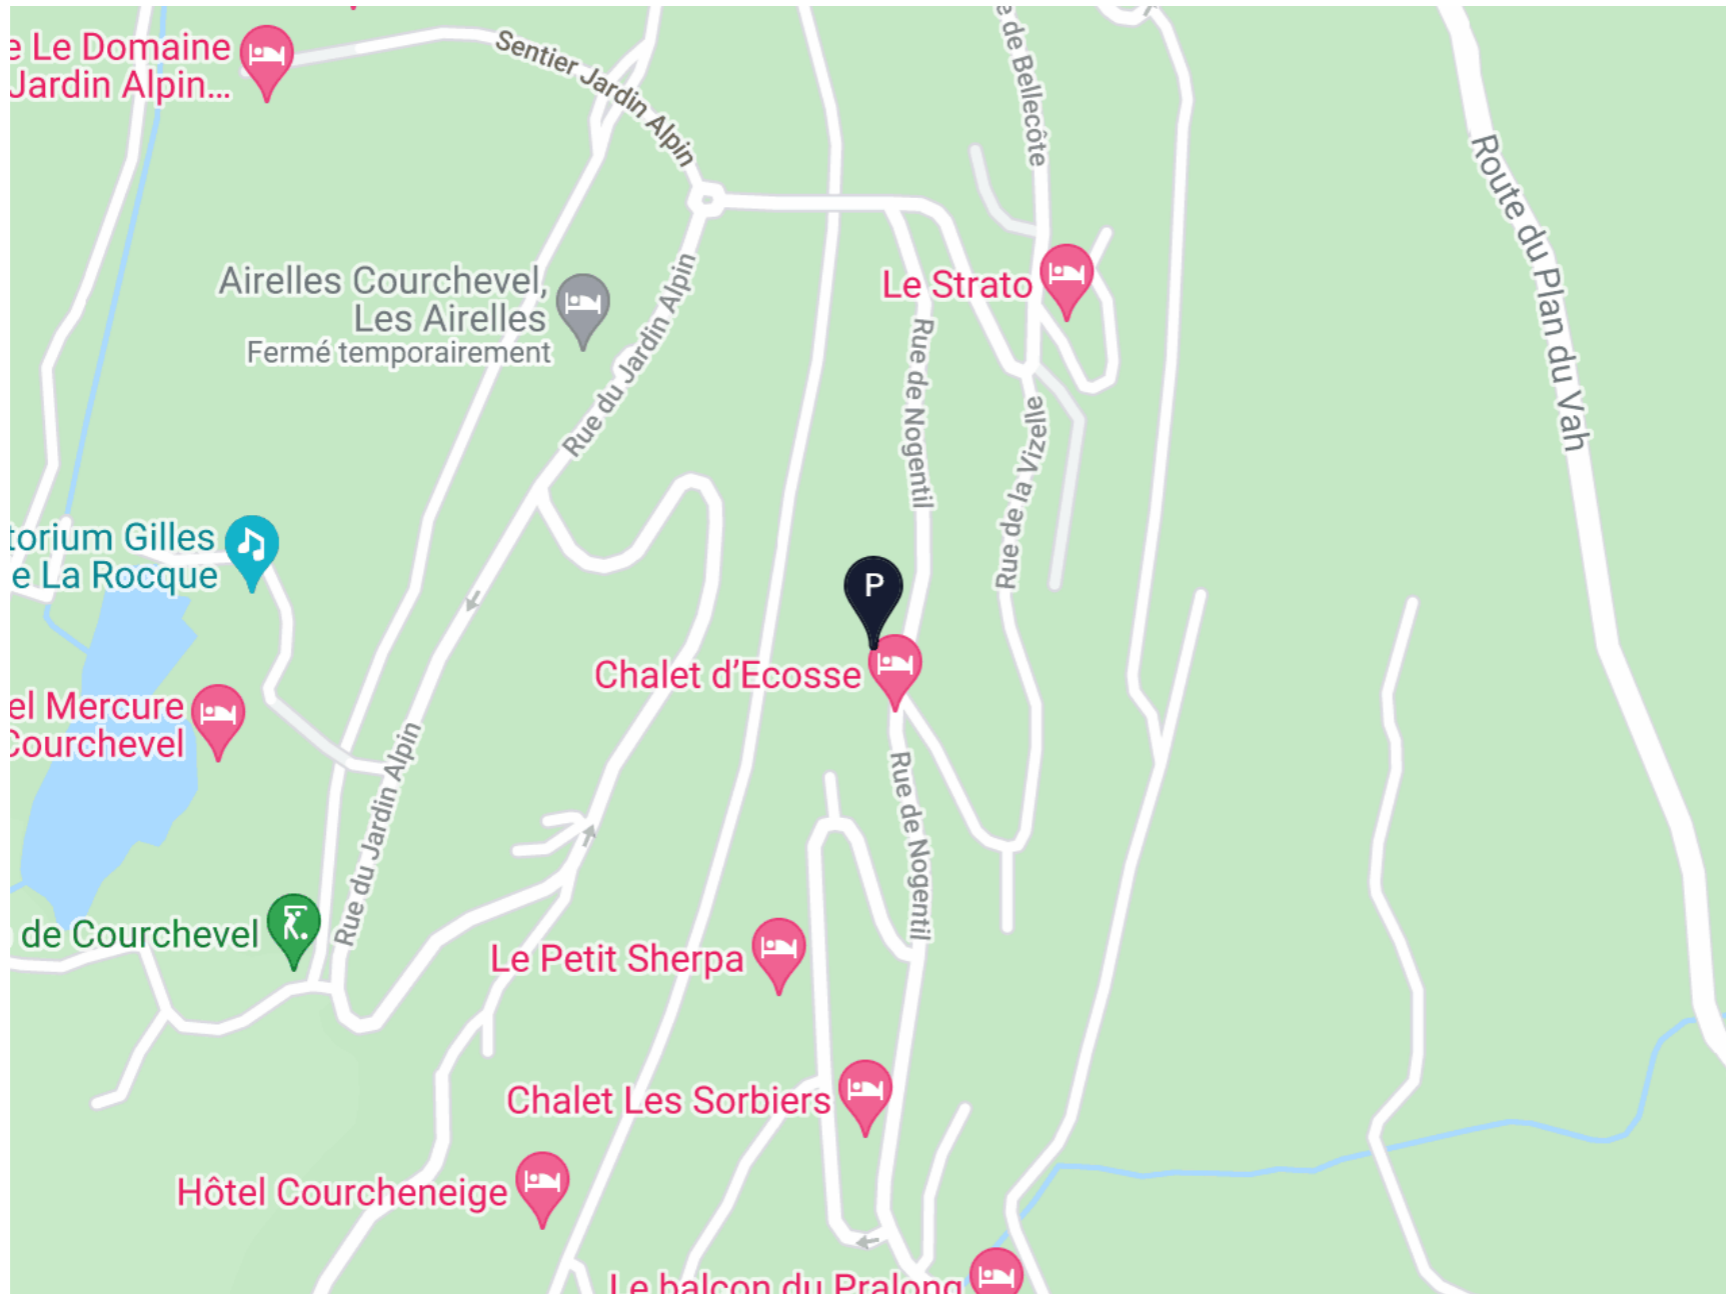 e Le Domaine
Jardin Alpin...
Sentier Jardin Alpin
e de Bellecôte
Route du Plan du Vah
Airelles Courchevel,
Les Airelles
Fermé temporairement
Rue du Jardin Alpin
Le Strato
Rue de Nogentil
Rue de la Vizelle
torium Gilles
e La Rocque
P
Chalet d'Ecosse
el Mercure
Courchevel
Rue du Jardin Alpin
Rue de Nogentil
de Courchevel
Le Petit Sherpa
Chalet Les Sorbiers
Hôtel Courcheneige
Le balcon du Pralong